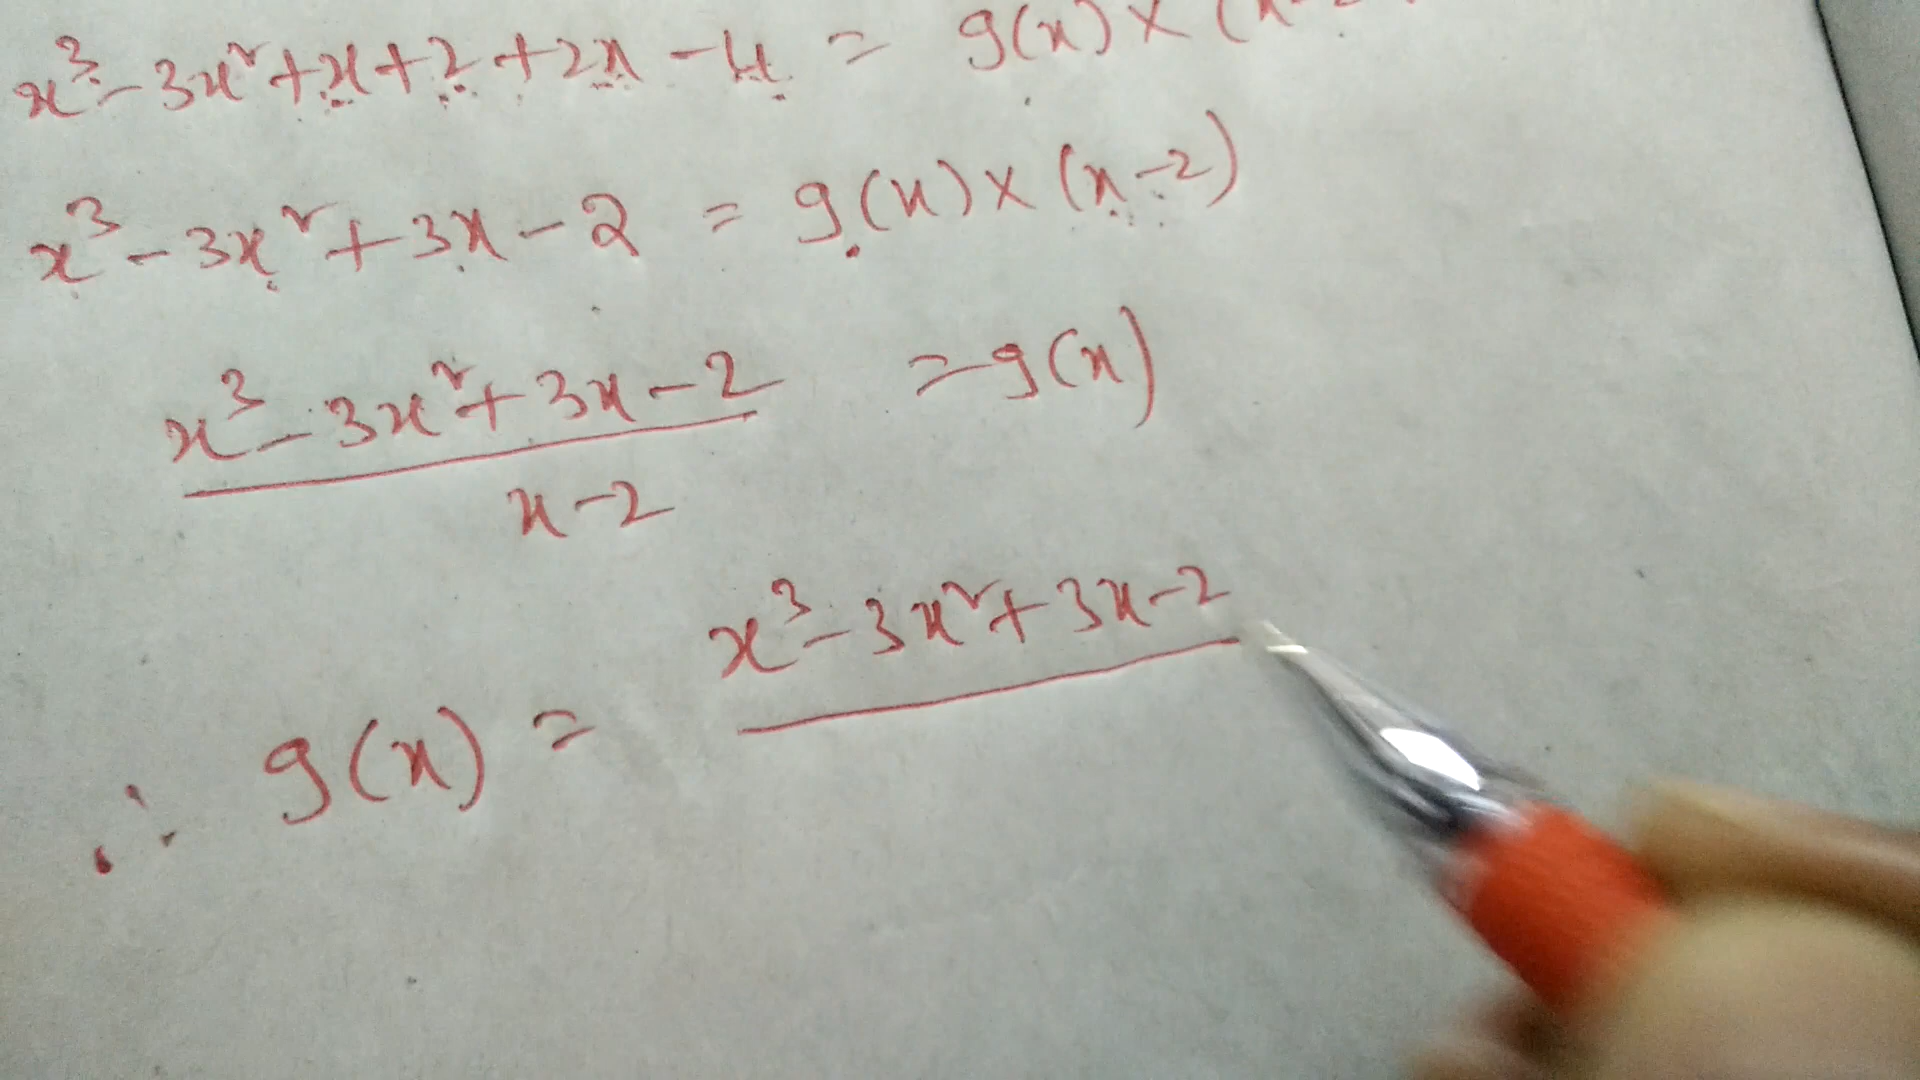 x³ - 3x² + x + 2 + 2x - 4 = g(x) × (x-2
x³ - 3x² + 3x - 2 = g(x) × (x-2)
x³ - 3x² + 3x - 2 = g(x)
x-2
x³ - 3x² + 3x - 2
∴ g(x) =